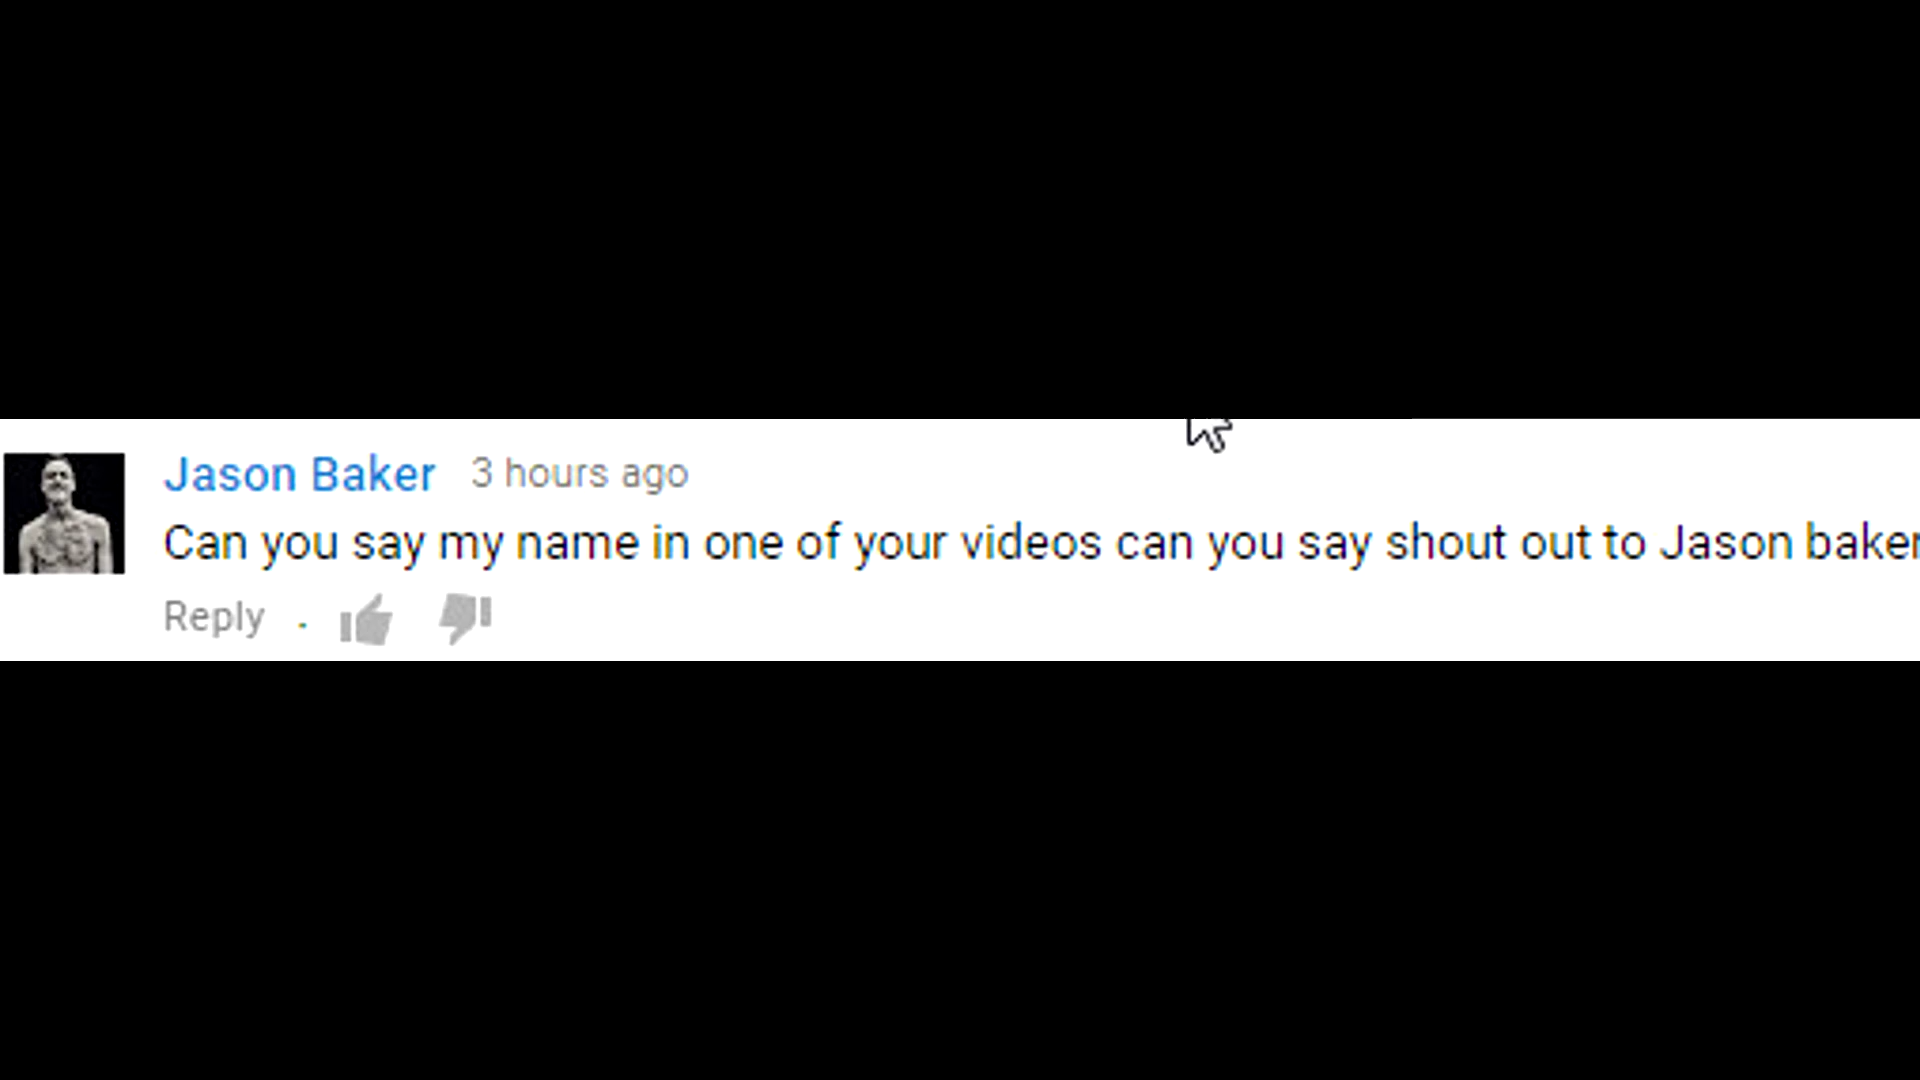 Jason Baker 3 hours ago
Can you say my name in one of your videos can you say shout out to Jason baker
Reply